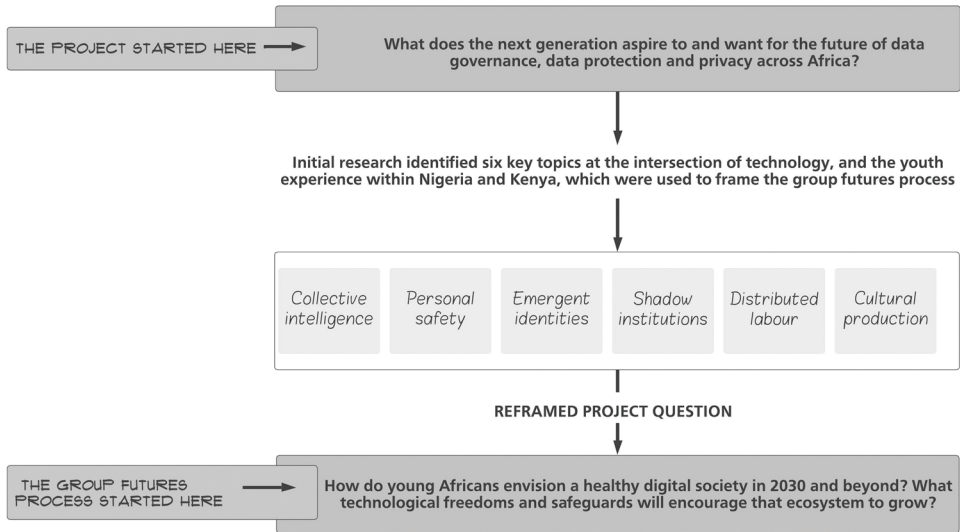 THE PROJECT STARTED HERE
What does the next generation aspire to and want for the future of data
governance, data protection and privacy across Africa?
Initial research identified six key topics at the intersection of technology, and the youth
experience within Nigeria and Kenya, which were used to frame the group futures process
Collective
intelligence
Personal
safety
Emergent
identities
Shadow
institutions
Distributed
labour
Cultural
production
REFRAMED PROJECT QUESTION
THE GROUP FUTURES
PROCESS STARTED HERE
How do young Africans envision a healthy digital society in 2030 and beyond? What
technological freedoms and safeguards will encourage that ecosystem to grow?